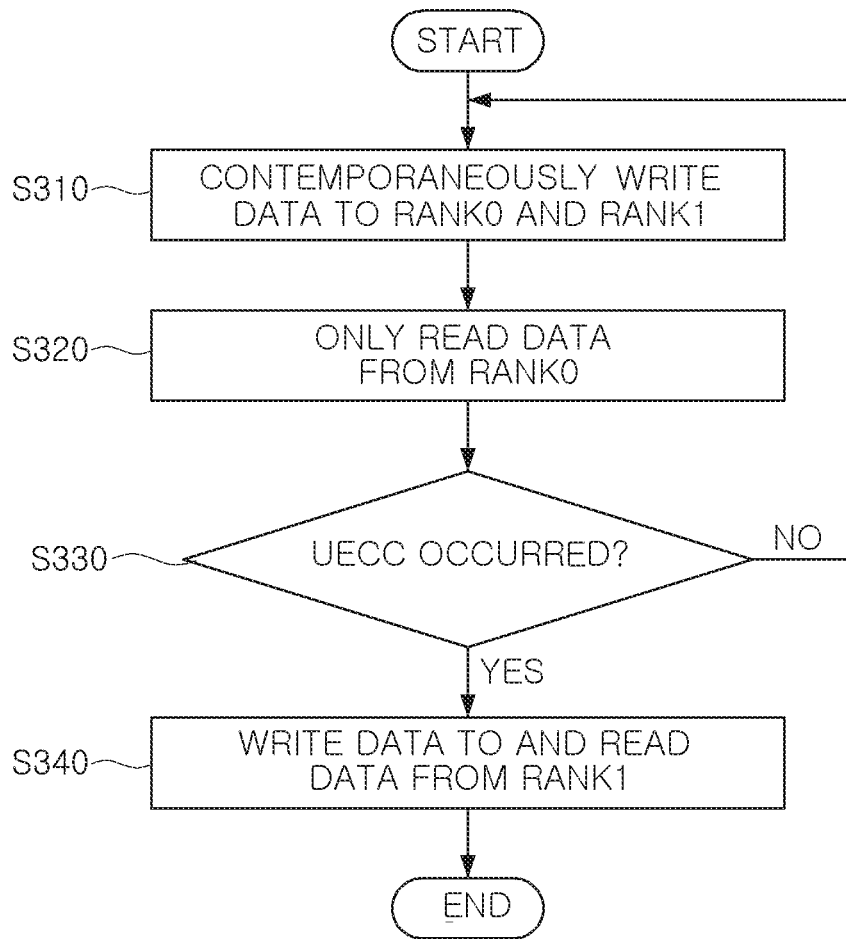 START
S310
CONTEMPORANEOUSLY WRITE
DATA TO RANK0 AND RANK1
S320
ONLY READ DATA
FROM RANK0
S330
UECC OCCURRED?
NO
YES
S340
WRITE DATA TO AND READ
DATA FROM RANK1
END